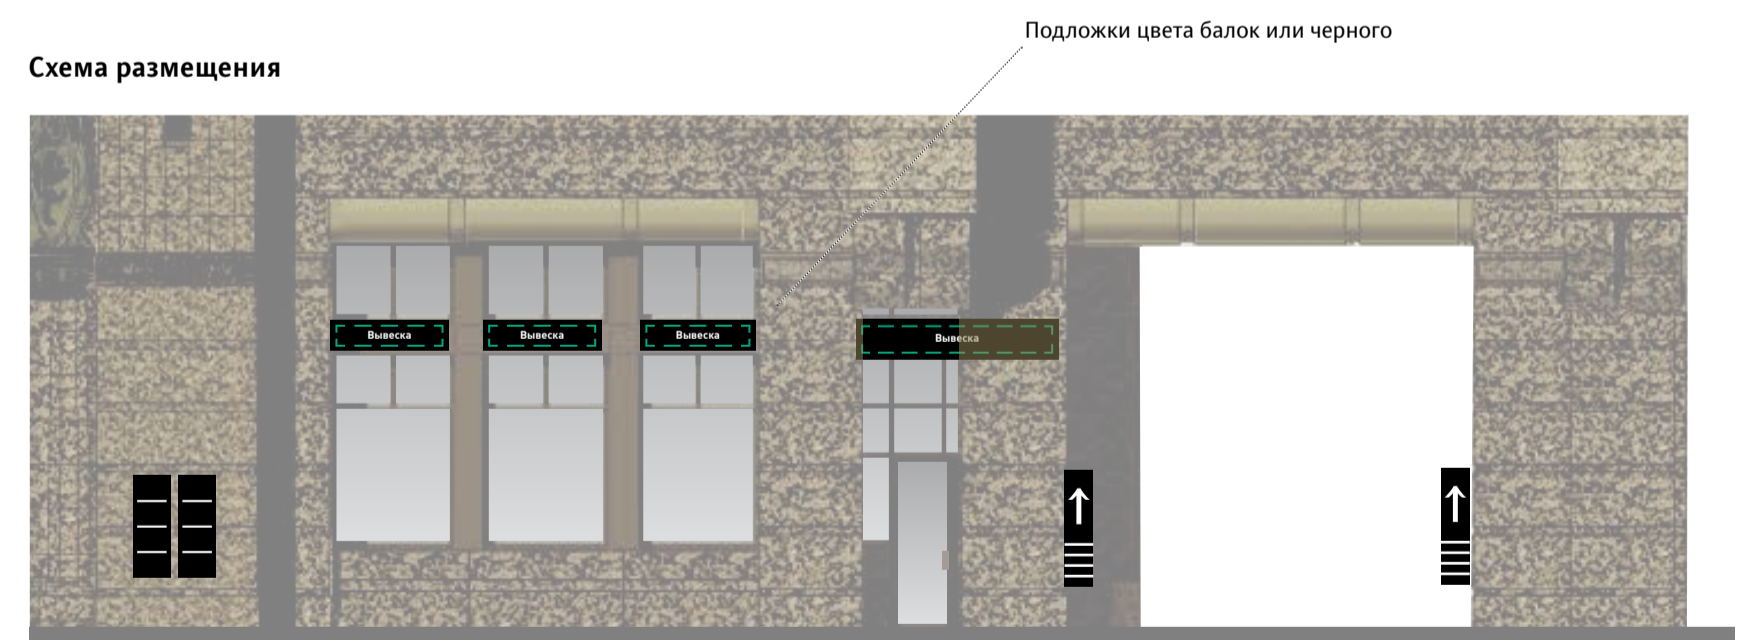 Подложки цвета балок или черного
Схема размещения
Вывеска
Вывеска
Вывеска
Вывеска